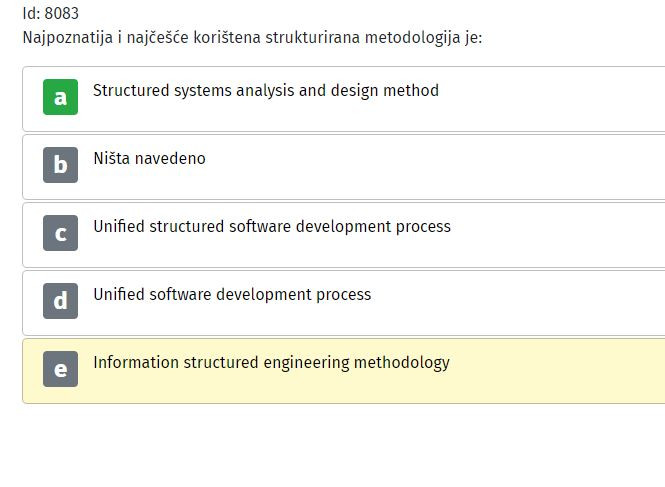 Id: 8083
Najpoznatija i najčešće korištena strukturirana metodologija je:
a Structured systems analysis and design method
b Ništa navedeno
c Unified structured software development process
d Unified software development process
e Information structured engineering methodology